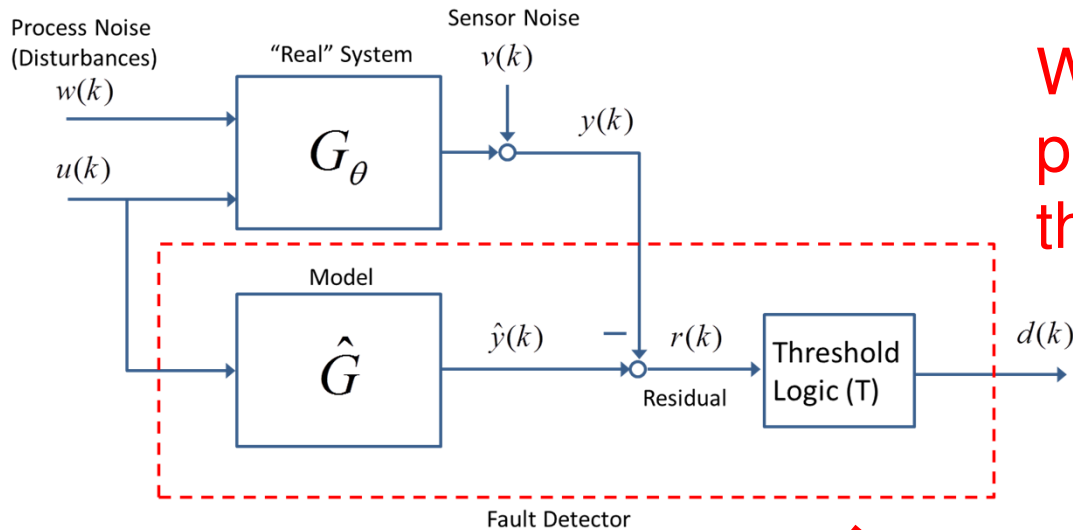 Process Noise
(Disturbances)
w(k)
u(k)
"Real" System
G_θ
Sensor Noise
v(k)
y(k)
Model
Ĝ
ŷ(k)
−
r(k)
Residual
Threshold
Logic (T)
d(k)
Fault Detector